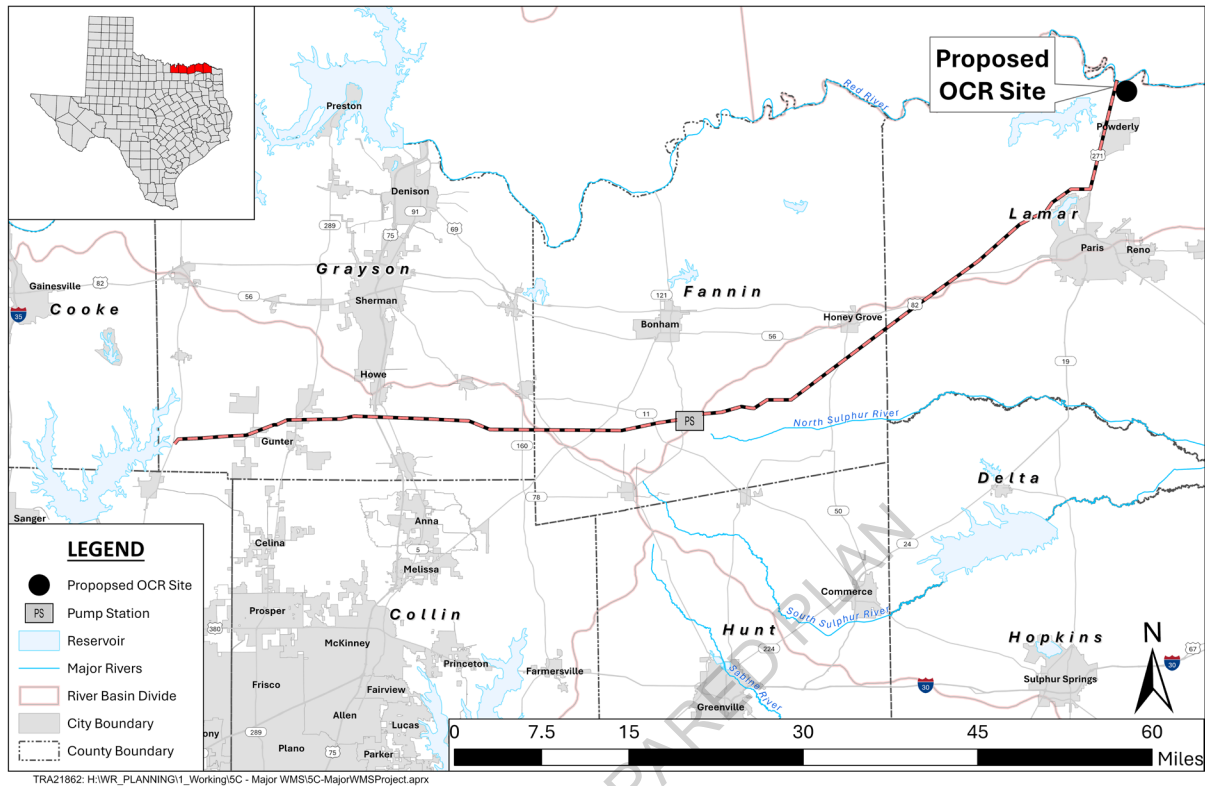 Proposed
OCR Site
Red River
Preston
Powderly
271
Denison
91
289
75
69
Lamar
Paris
Reno
Grayson
Gainesville
82
56
Sherman
Cooke
35
121
Fannin
Bonham
56
Honey Grove
82
19
Howe
11
PS
North Sulphur River
Gunter
160
Delta
78
50
Sanger
Anna
24
Celina
5
Melissa
Commerce
Collin
South Sulphur River
Prosper
380
McKinney
Hunt
224
Hopkins
N
67
30
Princeton
Farmersville
Sabine River
Sulphur Springs
Frisco
Fairview
30
Greenville
Allen
Lucas
ony
289
Plano
75
Parker
LEGEND
Propopsed OCR Site
PS
Pump Station
Reservoir
Major Rivers
River Basin Divide
City Boundary
County Boundary
0 7.5 15 30 45 60
Miles
PARED PLAN
TRA21862: H:\WR_PLANNING\1_Working\5C - Major WMS\5C-MajorWMSProject.aprx